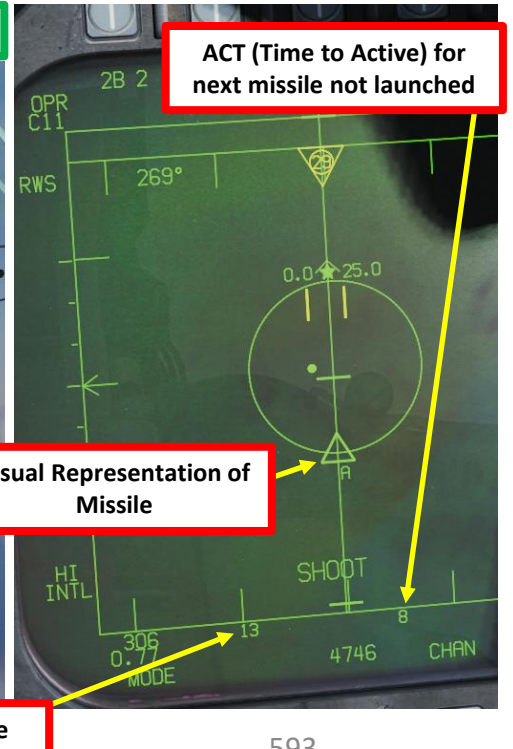 ACT (Time to Active) for
next missile not launched
2B 2
OPR
C11
RWS
269°
0.0
25.0
A
sual Representation of
Missile
HI
INTL
SHOOT
8
13
306
0.77
MODE
4746
CHAN
e
593